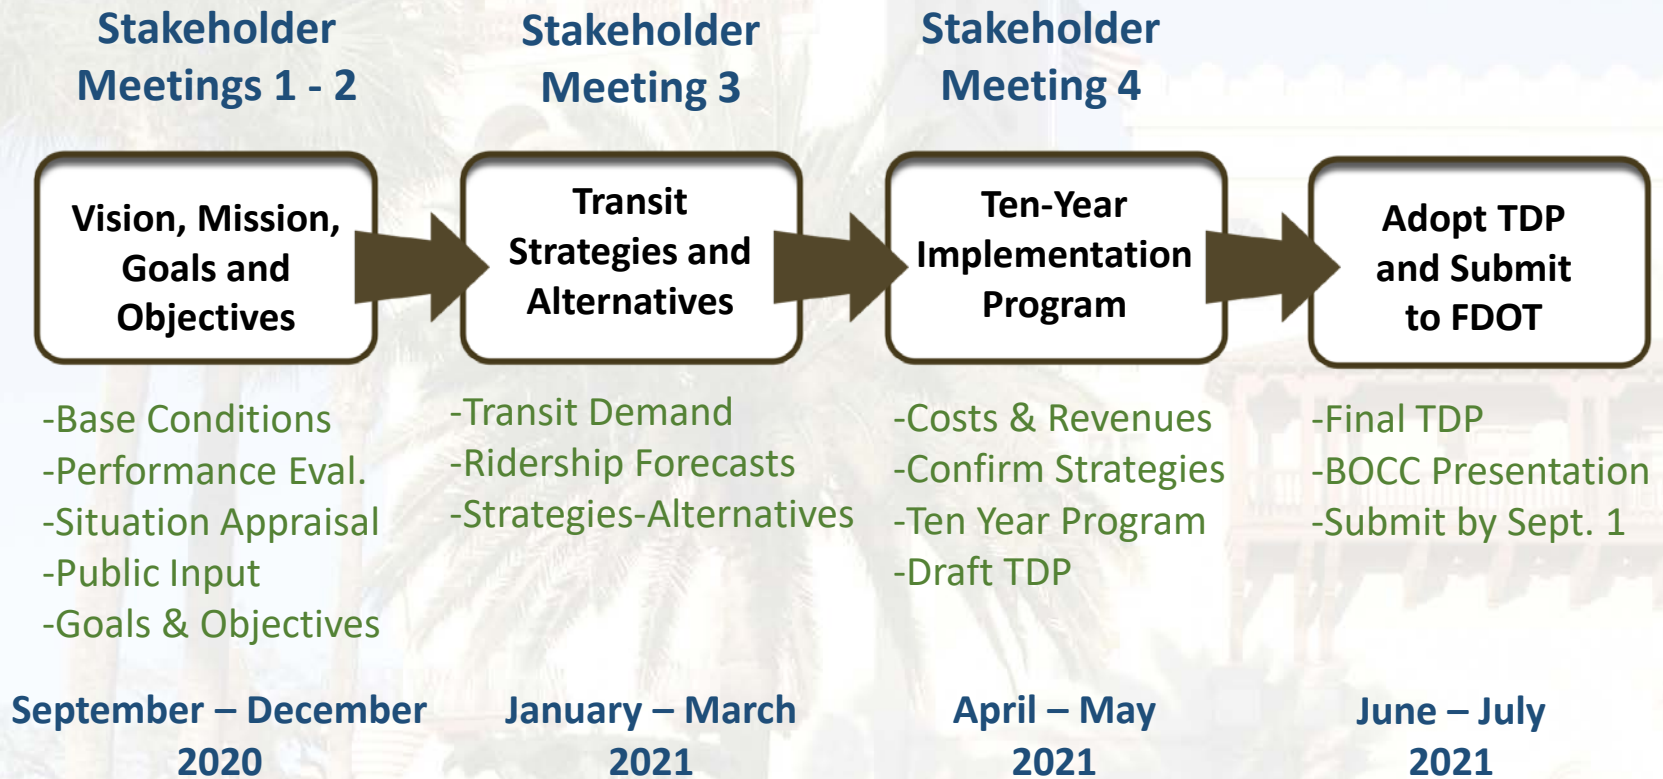 Stakeholder
Meetings 1 - 2
Stakeholder
Meeting 3
Stakeholder
Meeting 4
Vision, Mission,
Goals and
Objectives
Transit
Strategies and
Alternatives
Ten-Year
Implementation
Program
Adopt TDP
and Submit
to FDOT
-Base Conditions
-Performance Eval.
-Situation Appraisal
-Public Input
-Goals & Objectives
-Transit Demand
-Ridership Forecasts
-Strategies-Alternatives
-Costs & Revenues
-Confirm Strategies
-Ten Year Program
-Draft TDP
-Final TDP
-BOCC Presentation
-Submit by Sept. 1
September – December
2020
January – March
2021
April – May
2021
June – July
2021